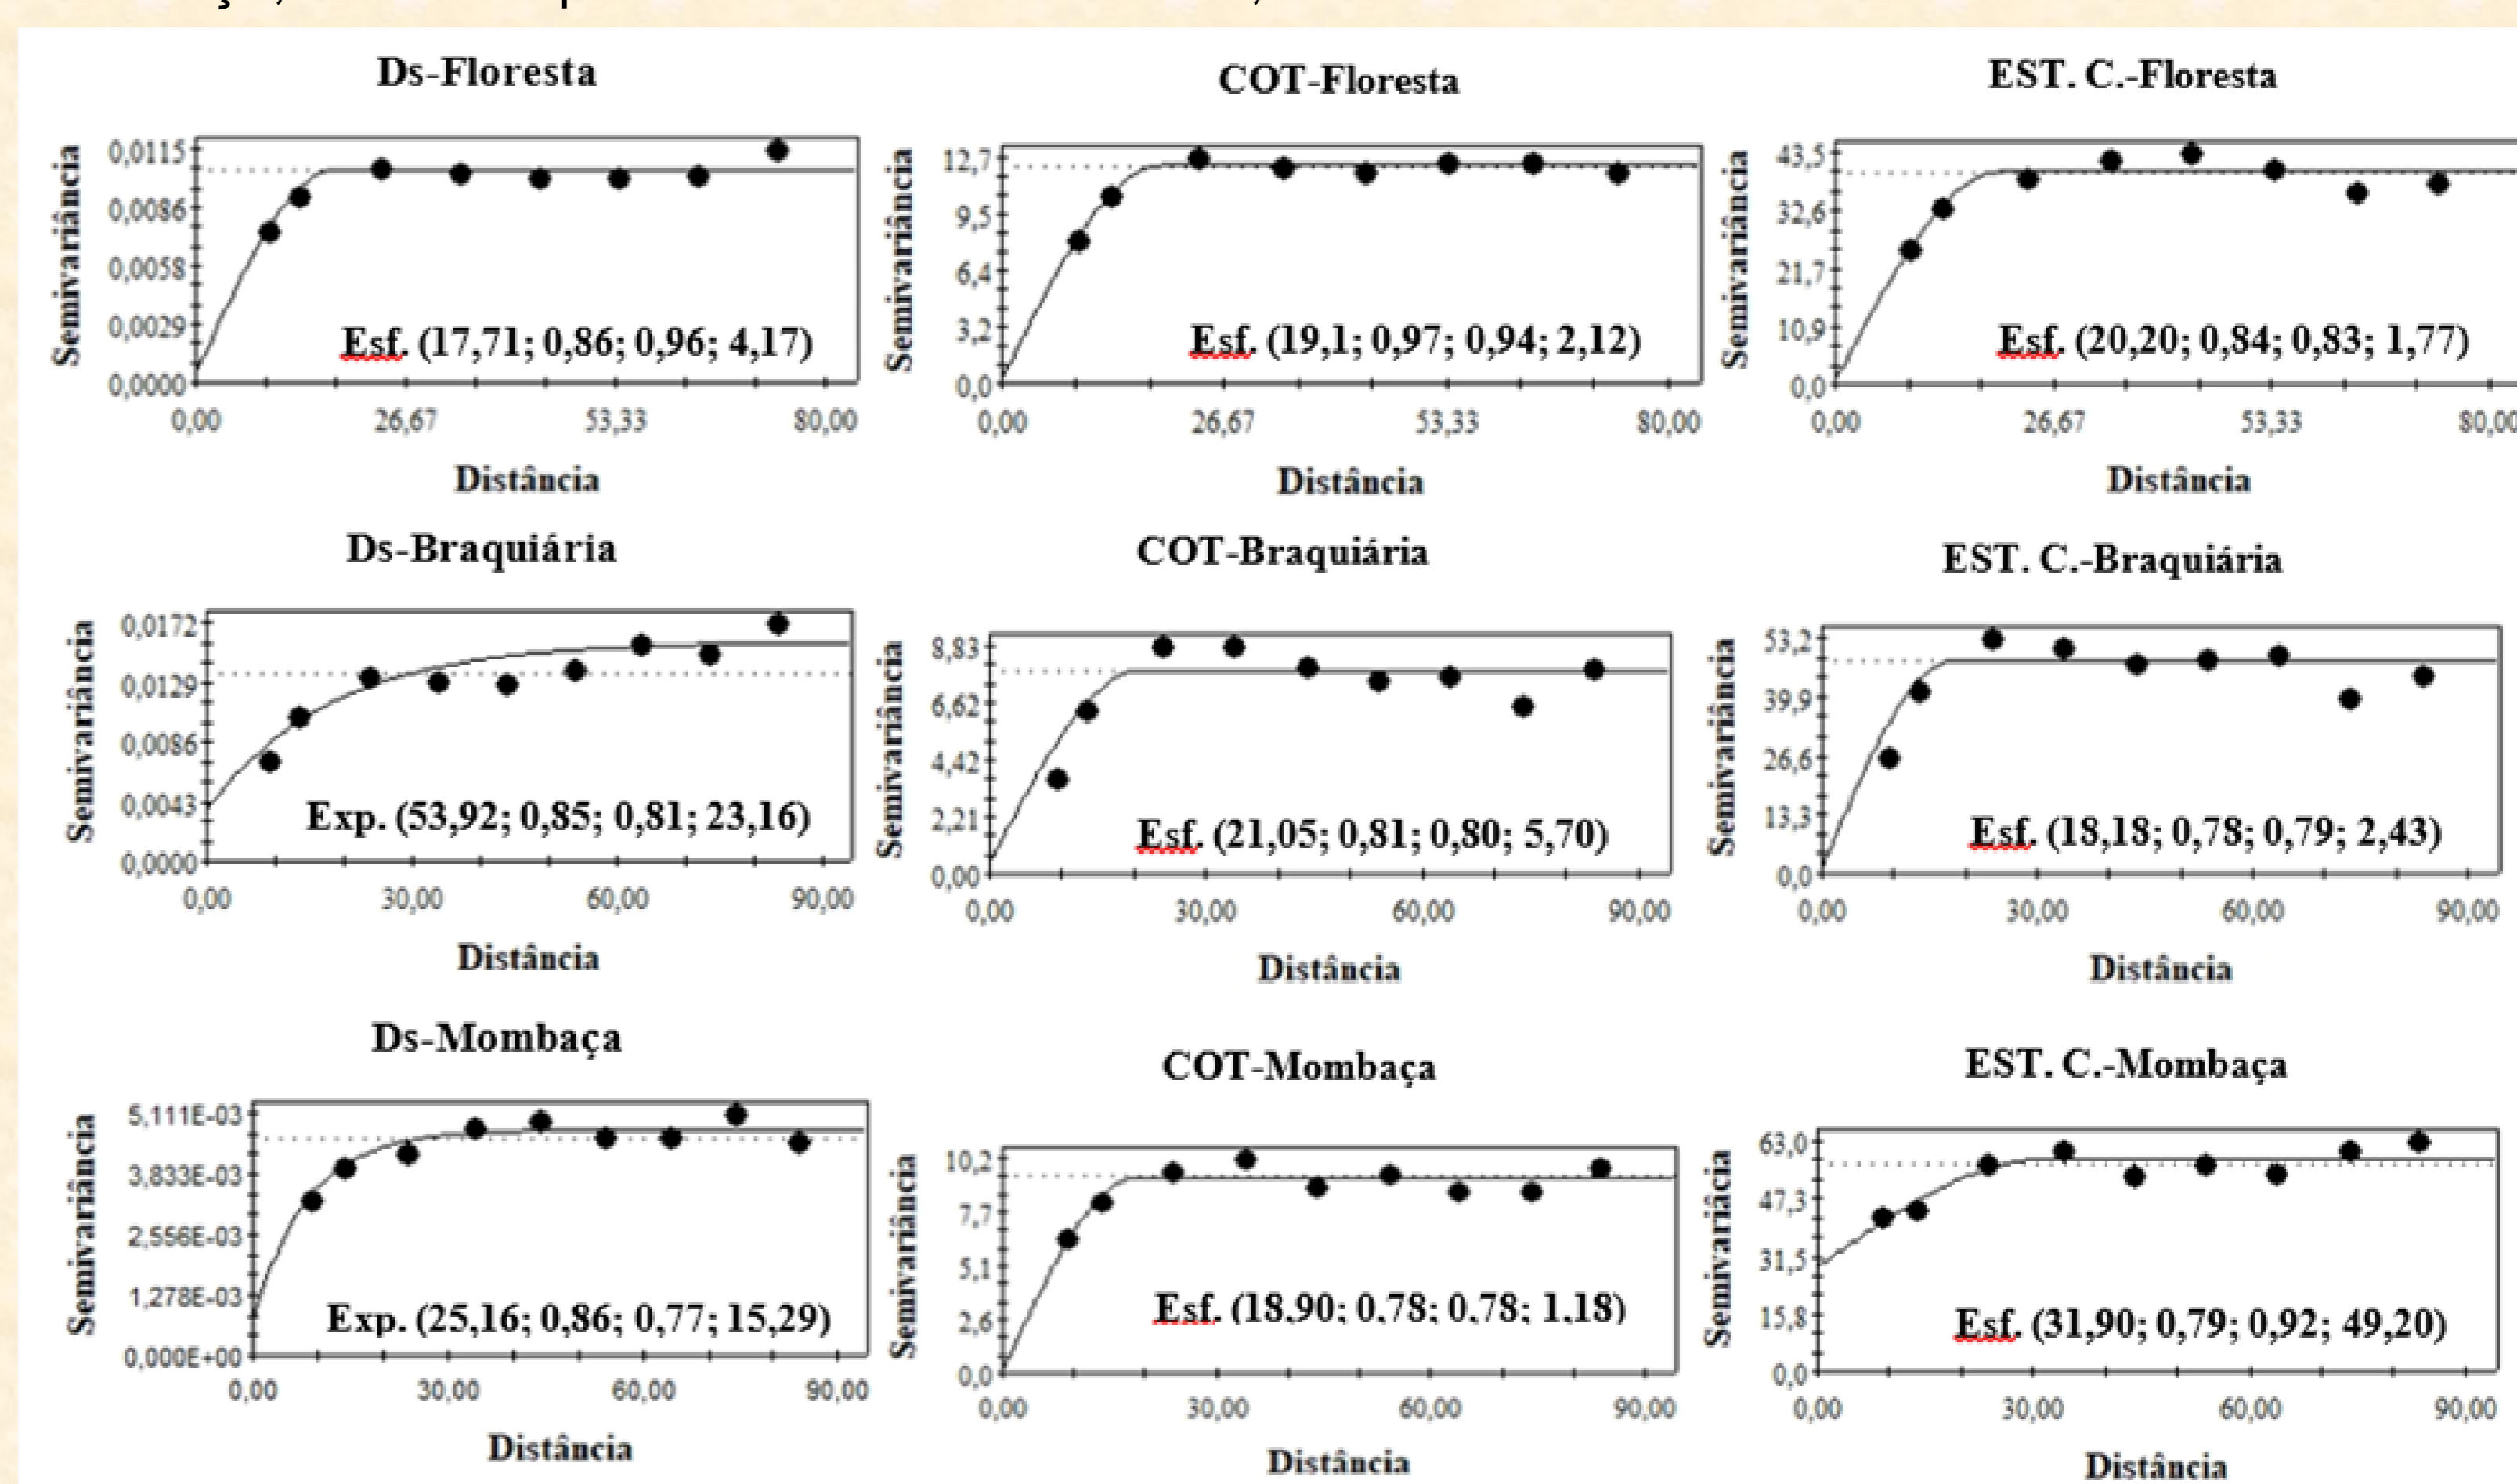 Ds-Floresta
Semivariância
0,0115
0,0086
0,0058
0,0029
0,0000
0,00 26,67 53,33 80,00
Esf. (17,71; 0,86; 0,96; 4,17)
Distância
COT-Floresta
Semivariância
12,7
9,5
6,4
3,2
0,0
0,00 26,67 53,33 80,00
Esf. (19,1; 0,97; 0,94; 2,12)
Distância
EST. C.-Floresta
Semivariância
43,5
32,6
21,7
10,9
0,0
0,00 26,67 53,33 80,00
Esf. (20,20; 0,84; 0,83; 1,77)
Distância
Ds-Braquiária
Semivariância
0,0172
0,0129
0,0086
0,0043
0,0000
0,00 30,00 60,00 90,00
Exp. (53,92; 0,85; 0,81; 23,16)
Distância
COT-Braquiária
Semivariância
8,83
6,62
4,42
2,21
0,00
0,00 30,00 60,00 90,00
Esf. (21,05; 0,81; 0,80; 5,70)
Distância
EST. C.-Braquiária
Semivariância
53,2
39,9
26,6
13,3
0,0
0,00 30,00 60,00 90,00
Esf. (18,18; 0,78; 0,79; 2,43)
Distância
Ds-Mombaça
Semivariância
5,111E-03
3,833E-03
2,556E-03
1,278E-03
0,000E+00
0,00 30,00 60,00 90,00
Exp. (25,16; 0,86; 0,77; 15,29)
Distância
COT-Mombaça
Semivariância
10,2
7,7
5,1
2,6
0,0
0,00 30,00 60,00 90,00
Esf. (18,90; 0,78; 0,78; 1,18)
Distância
EST. C.-Mombaça
Semivariácia
63,0
47,3
31,5
15,8
0,0
0,00 30,00 60,00 90,00
Esf. (31,90; 0,79; 0,92; 49,20)
Distância